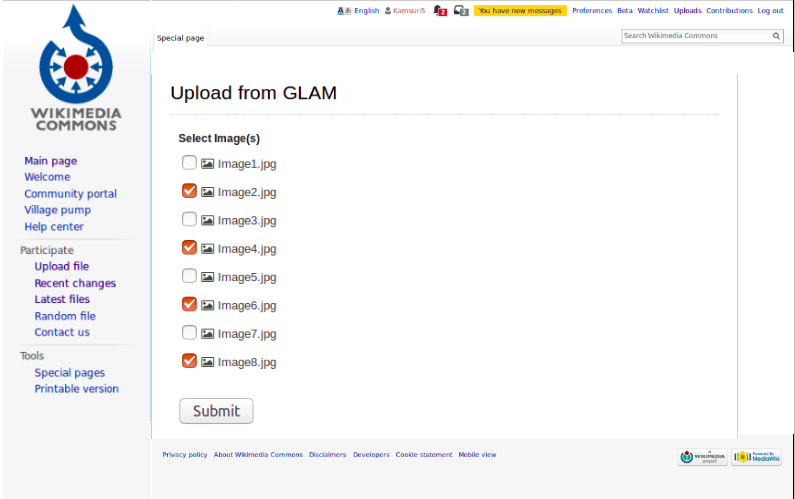 English Kamsuri5 2 2 You have new messages Preferences Beta Watchlist Uploads Contributions Log out
Special page
Search Wikimedia Commons
WIKIMEDIA
COMMONS
Main page
Welcome
Community portal
Village pump
Help center
Participate
Upload file
Recent changes
Latest files
Random file
Contact us
Tools
Special pages
Printable version
Upload from GLAM
Select Image(s)
Image1.jpg
Image2.jpg
Image3.jpg
Image4.jpg
Image5.jpg
Image6.jpg
Image7.jpg
Image8.jpg
Submit
Privacy policy About Wikimedia Commons Disclaimers Developers Cookie statement Mobile view
A
WIKIMEDIA
project
Powered By
MediaWiki